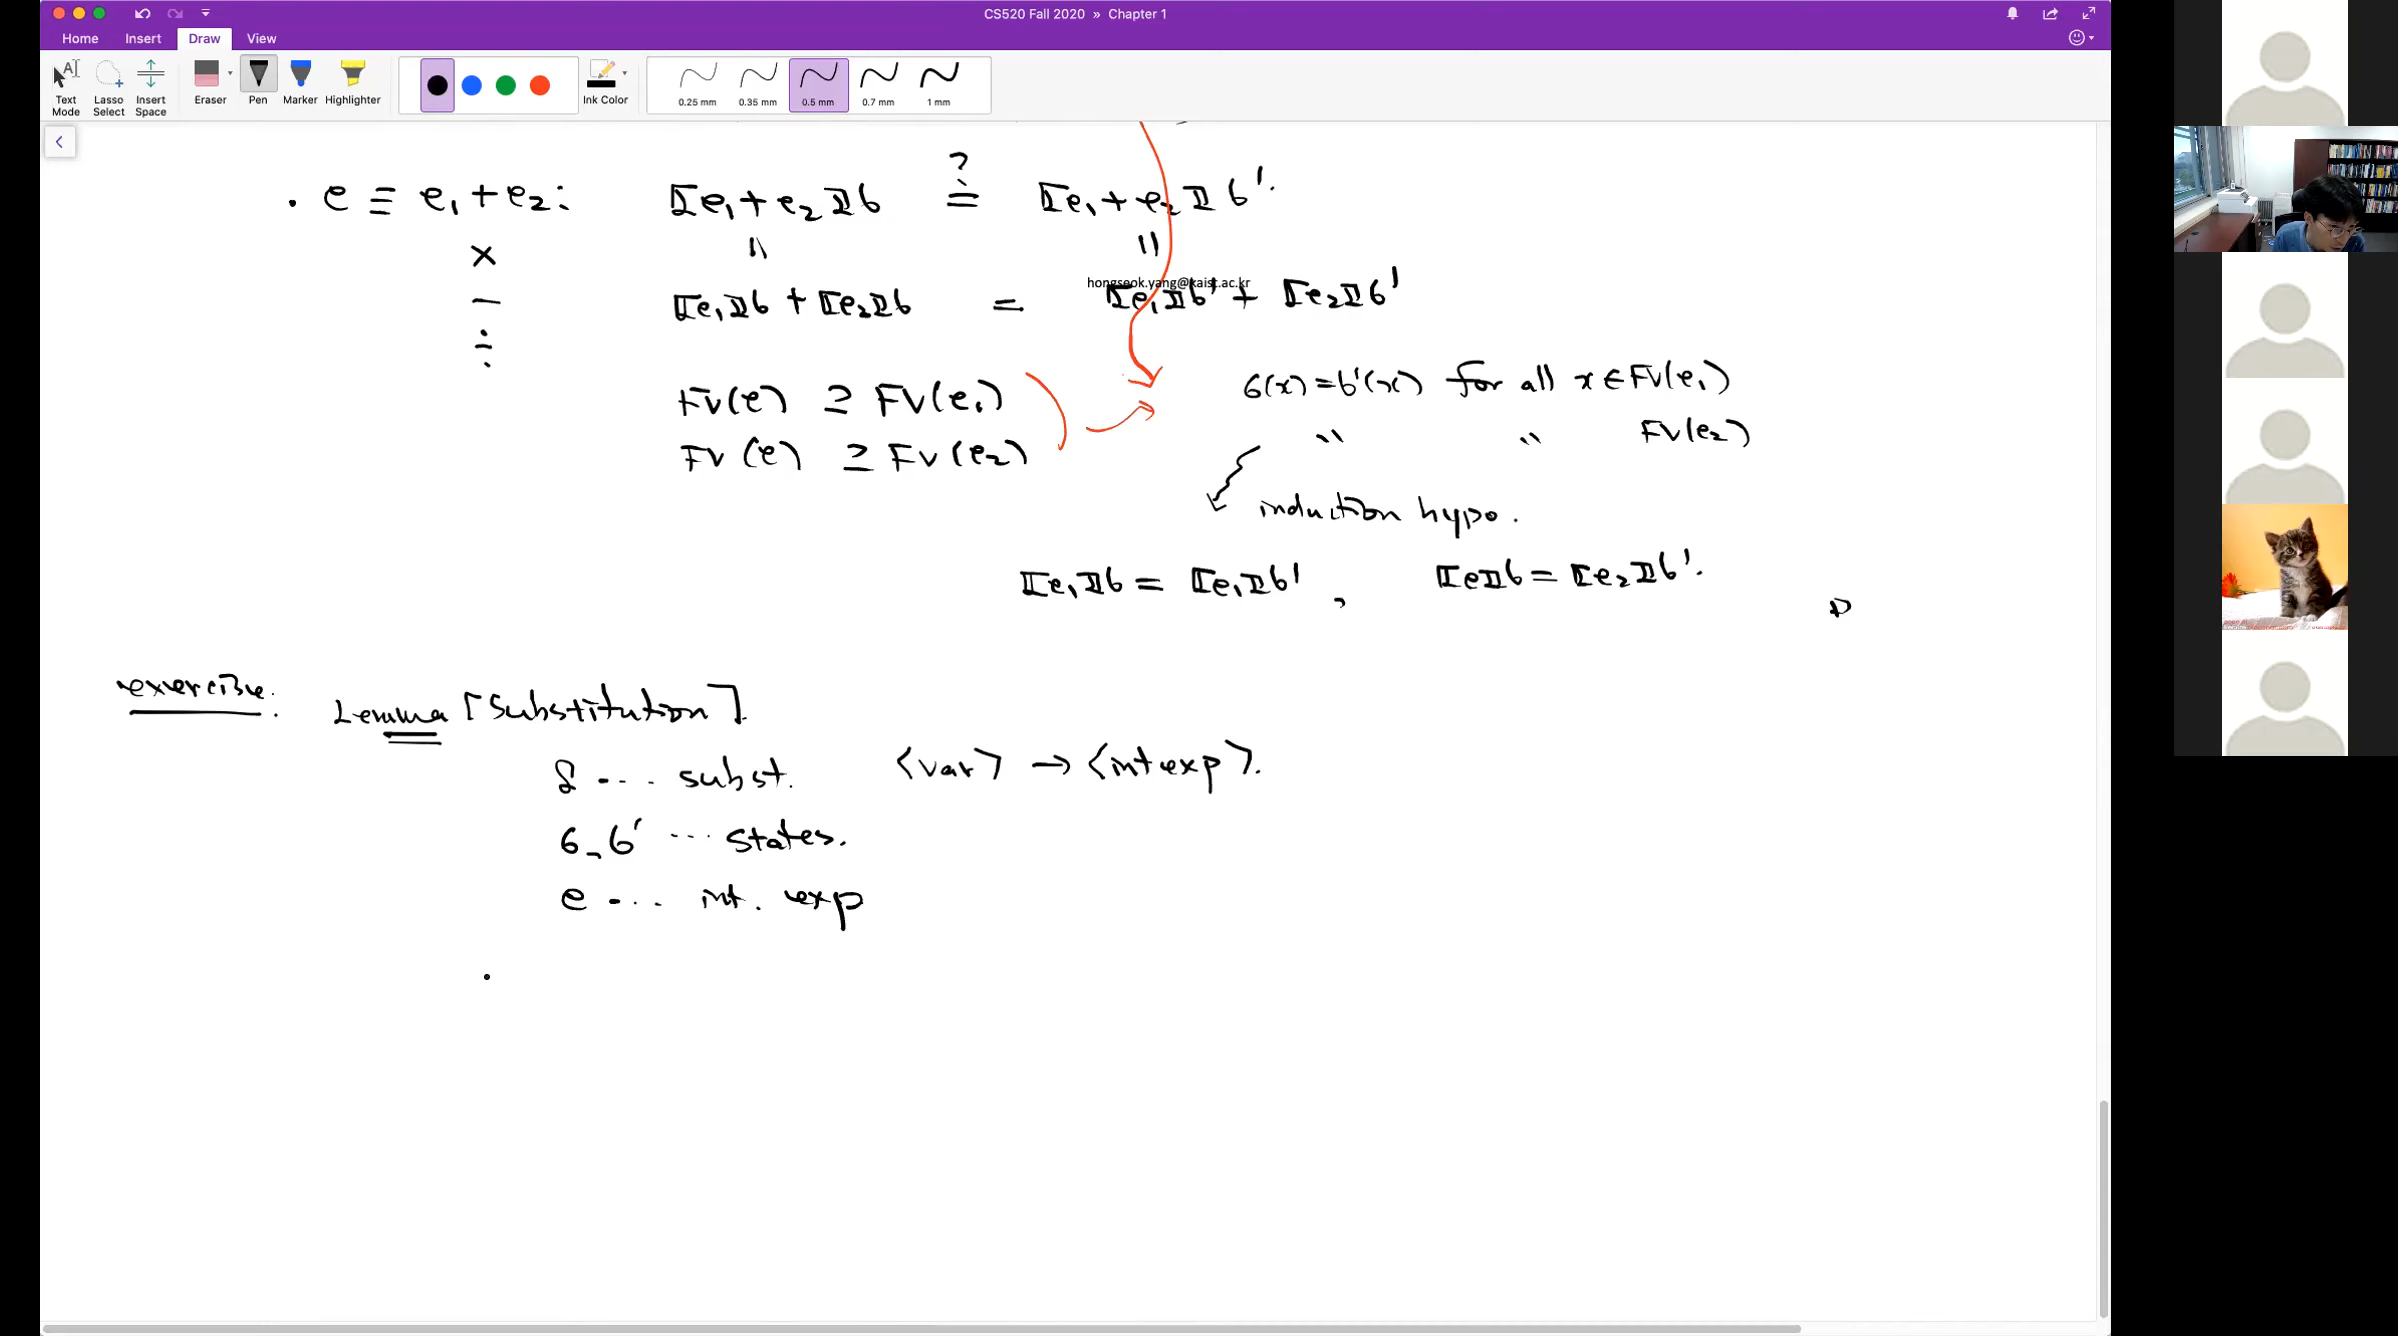 CS520 Fall 2020 » Chapter 1
Home Insert Draw View
Text Mode Lasso Select Insert Space Eraser Pen Marker Highlighter Ink Color 0.25 mm 0.35 mm 0.5 mm 0.7 mm 1 mm
?
· e ≡ e₁ + e₂: ⟦e₁ + e₂⟧σ = ⟦e₁ + e₂⟧σ'.
× || ||
hongseok.yang@kaist.ac.kr
− ⟦e₁⟧σ + ⟦e₂⟧σ = ⟦e₁⟧σ' + ⟦e₂⟧σ'
÷
FV(e) ⊇ FV(e₁) σ(x) = σ'(x) for all x ∈ FV(e₁)
FV(e) ⊇ FV(e₂) " " FV(e₂)
induction hypo.
⟦e₁⟧σ = ⟦e₁⟧σ' , ⟦e⟧σ = ⟦e₂⟧σ'.
exercise: Lemma [Substitution].
δ ... subst. <var> → <intexp>.
σ, σ' ... states.
e ... int. exp
·